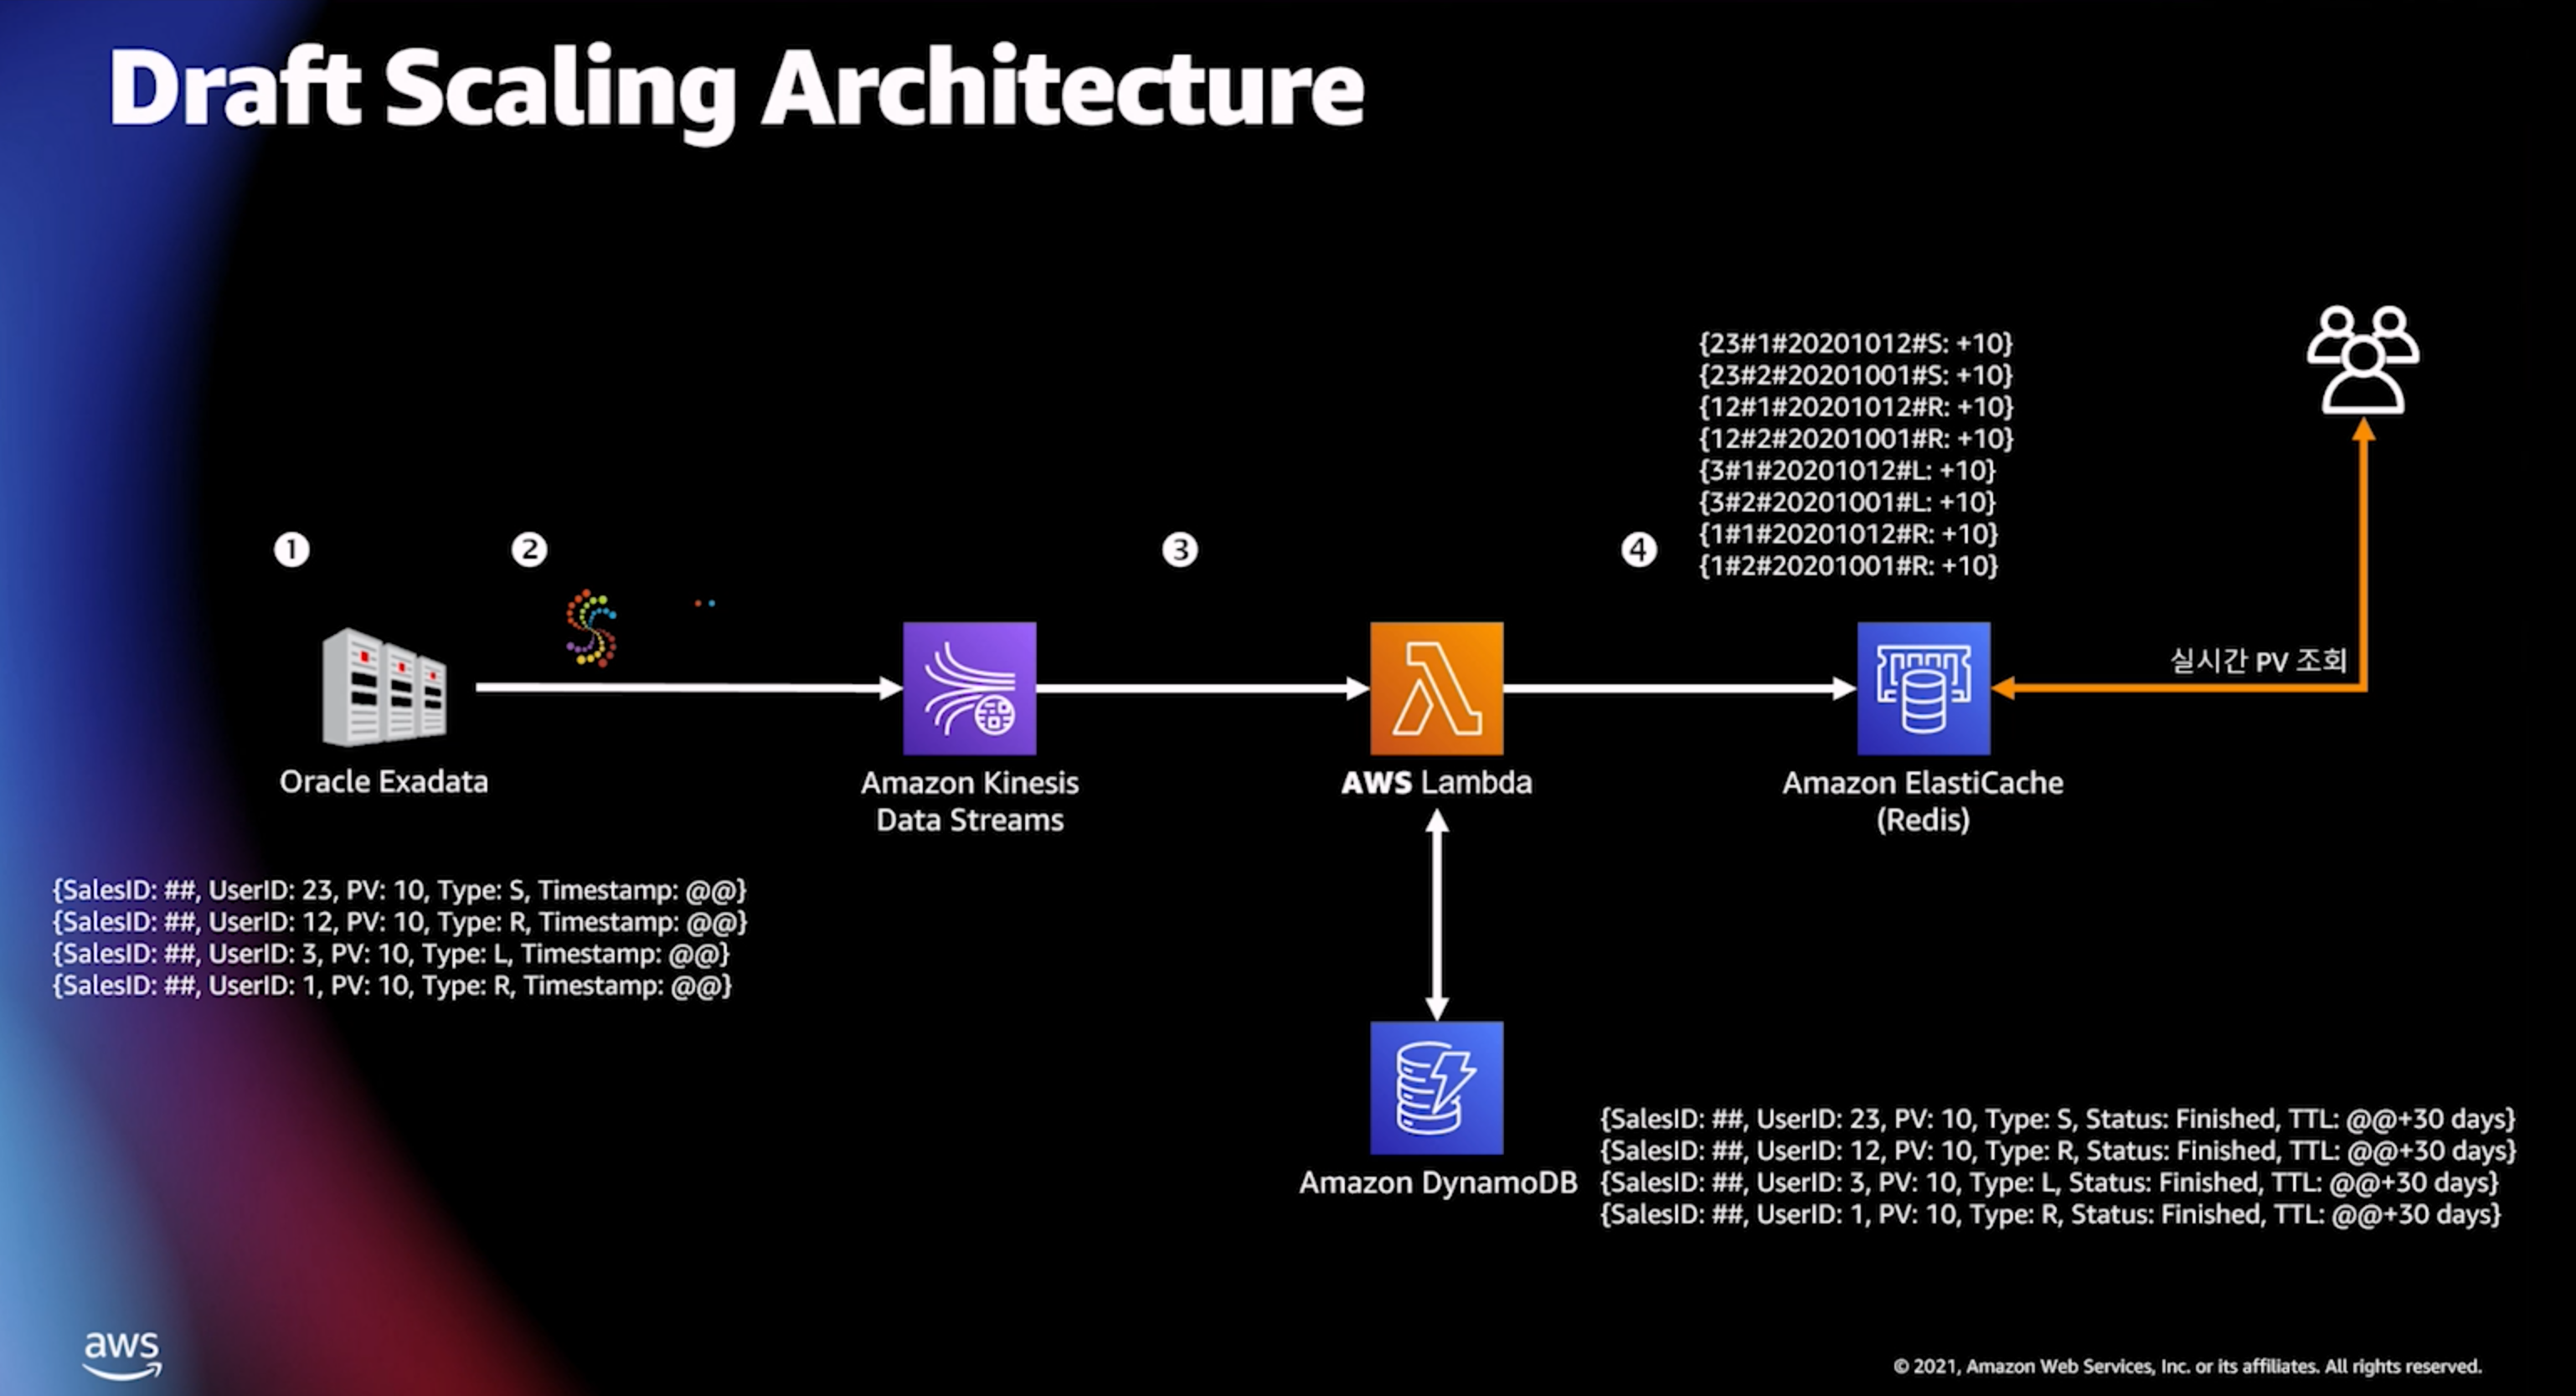 Draft Scaling Architecture
{23#1#20201012#S: +10}
{23#2#20201001#S: +10}
{12#1#20201012#R: +10}
{12#2#20201001#R: +10}
{3#1#20201012#L: +10}
{3#2#20201001#L: +10}
{1#1#20201012#R: +10}
{1#2#20201001#R: +10}
1
2
3
4
실시간 PV 조회
Oracle Exadata
Amazon Kinesis
Data Streams
AWS Lambda
Amazon ElastiCache
(Redis)
{SalesID: ##, UserID: 23, PV: 10, Type: S, Timestamp: @@}
{SalesID: ##, UserID: 12, PV: 10, Type: R, Timestamp: @@}
{SalesID: ##, UserID: 3, PV: 10, Type: L, Timestamp: @@}
{SalesID: ##, UserID: 1, PV: 10, Type: R, Timestamp: @@}
Amazon DynamoDB
{SalesID: ##, UserID: 23, PV: 10, Type: S, Status: Finished, TTL: @@+30 days}
{SalesID: ##, UserID: 12, PV: 10, Type: R, Status: Finished, TTL: @@+30 days}
{SalesID: ##, UserID: 3, PV: 10, Type: L, Status: Finished, TTL: @@+30 days}
{SalesID: ##, UserID: 1, PV: 10, Type: R, Status: Finished, TTL: @@+30 days}
aws
© 2021, Amazon Web Services, Inc. or its affiliates. All rights reserved.